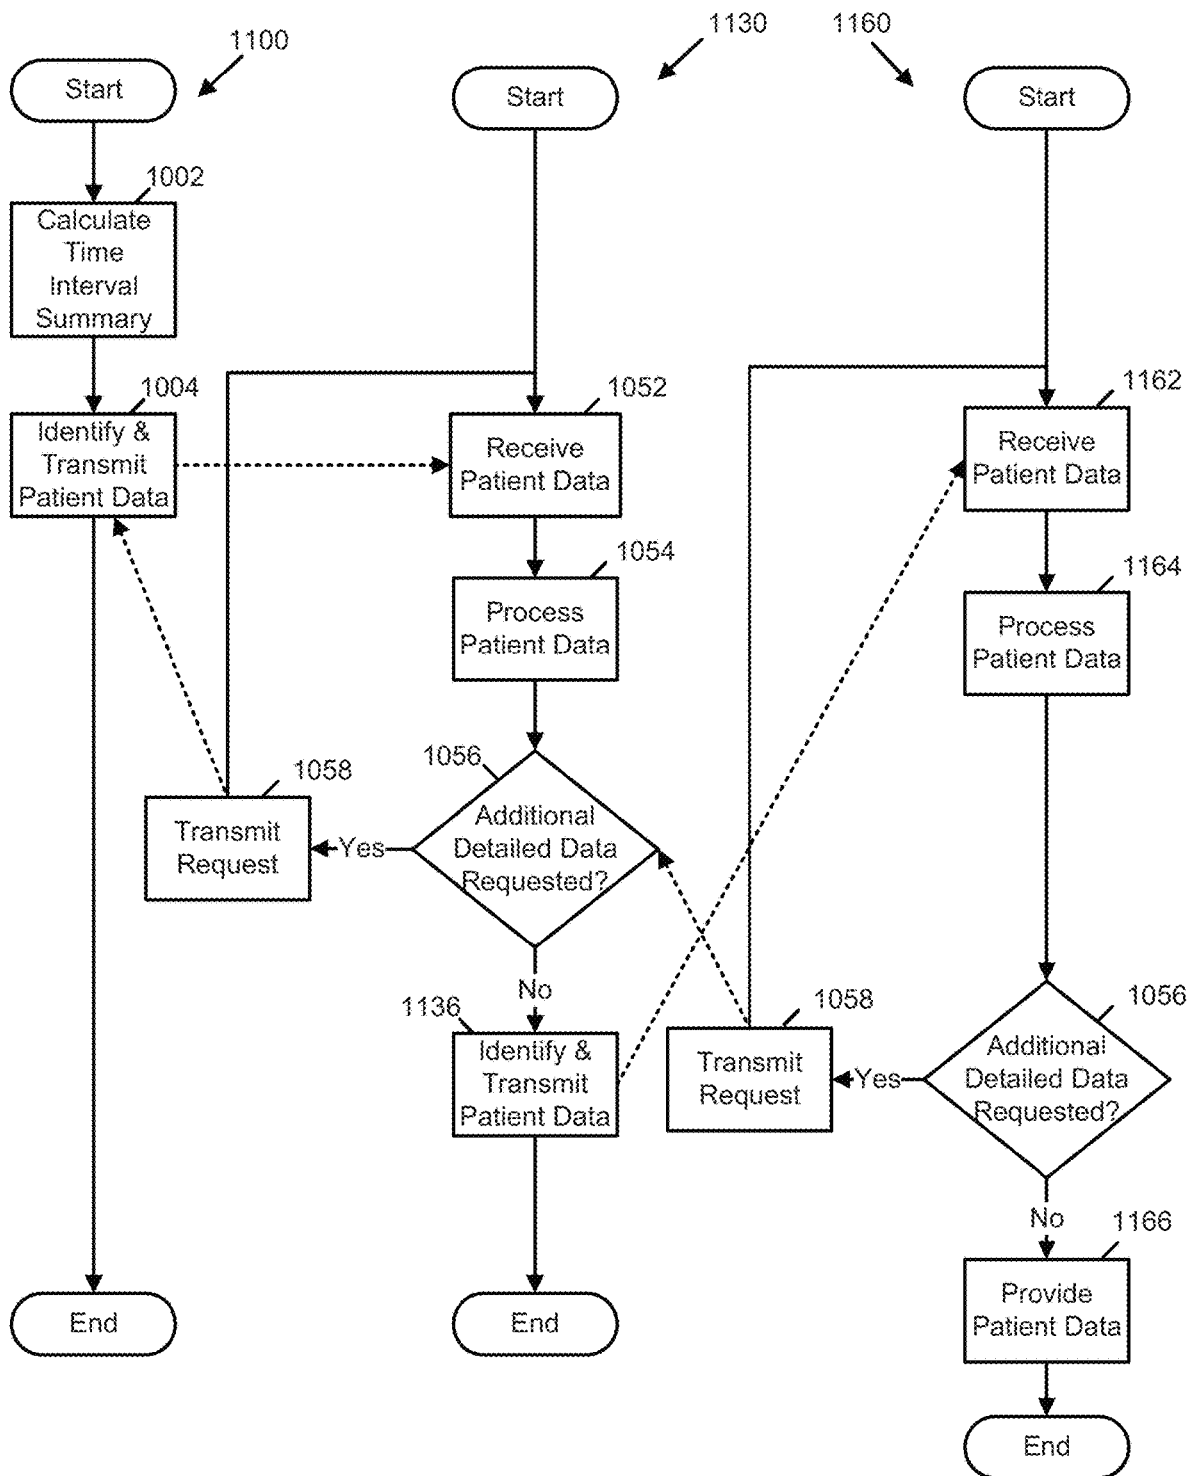 1100
1130
1160
Start
Start
Start
1002
Calculate
Time
Interval
Summary
1004
Identify &
Transmit
Patient Data
1052
Receive
Patient Data
1162
Receive
Patient Data
1054
Process
Patient Data
1164
Process
Patient Data
1056
Additional
Detailed Data
Requested?
Yes
1058
Transmit
Request
No
1136
Identify &
Transmit
Patient Data
1058
Transmit
Request
Yes
1056
Additional
Detailed Data
Requested?
No
1166
Provide
Patient Data
End
End
End